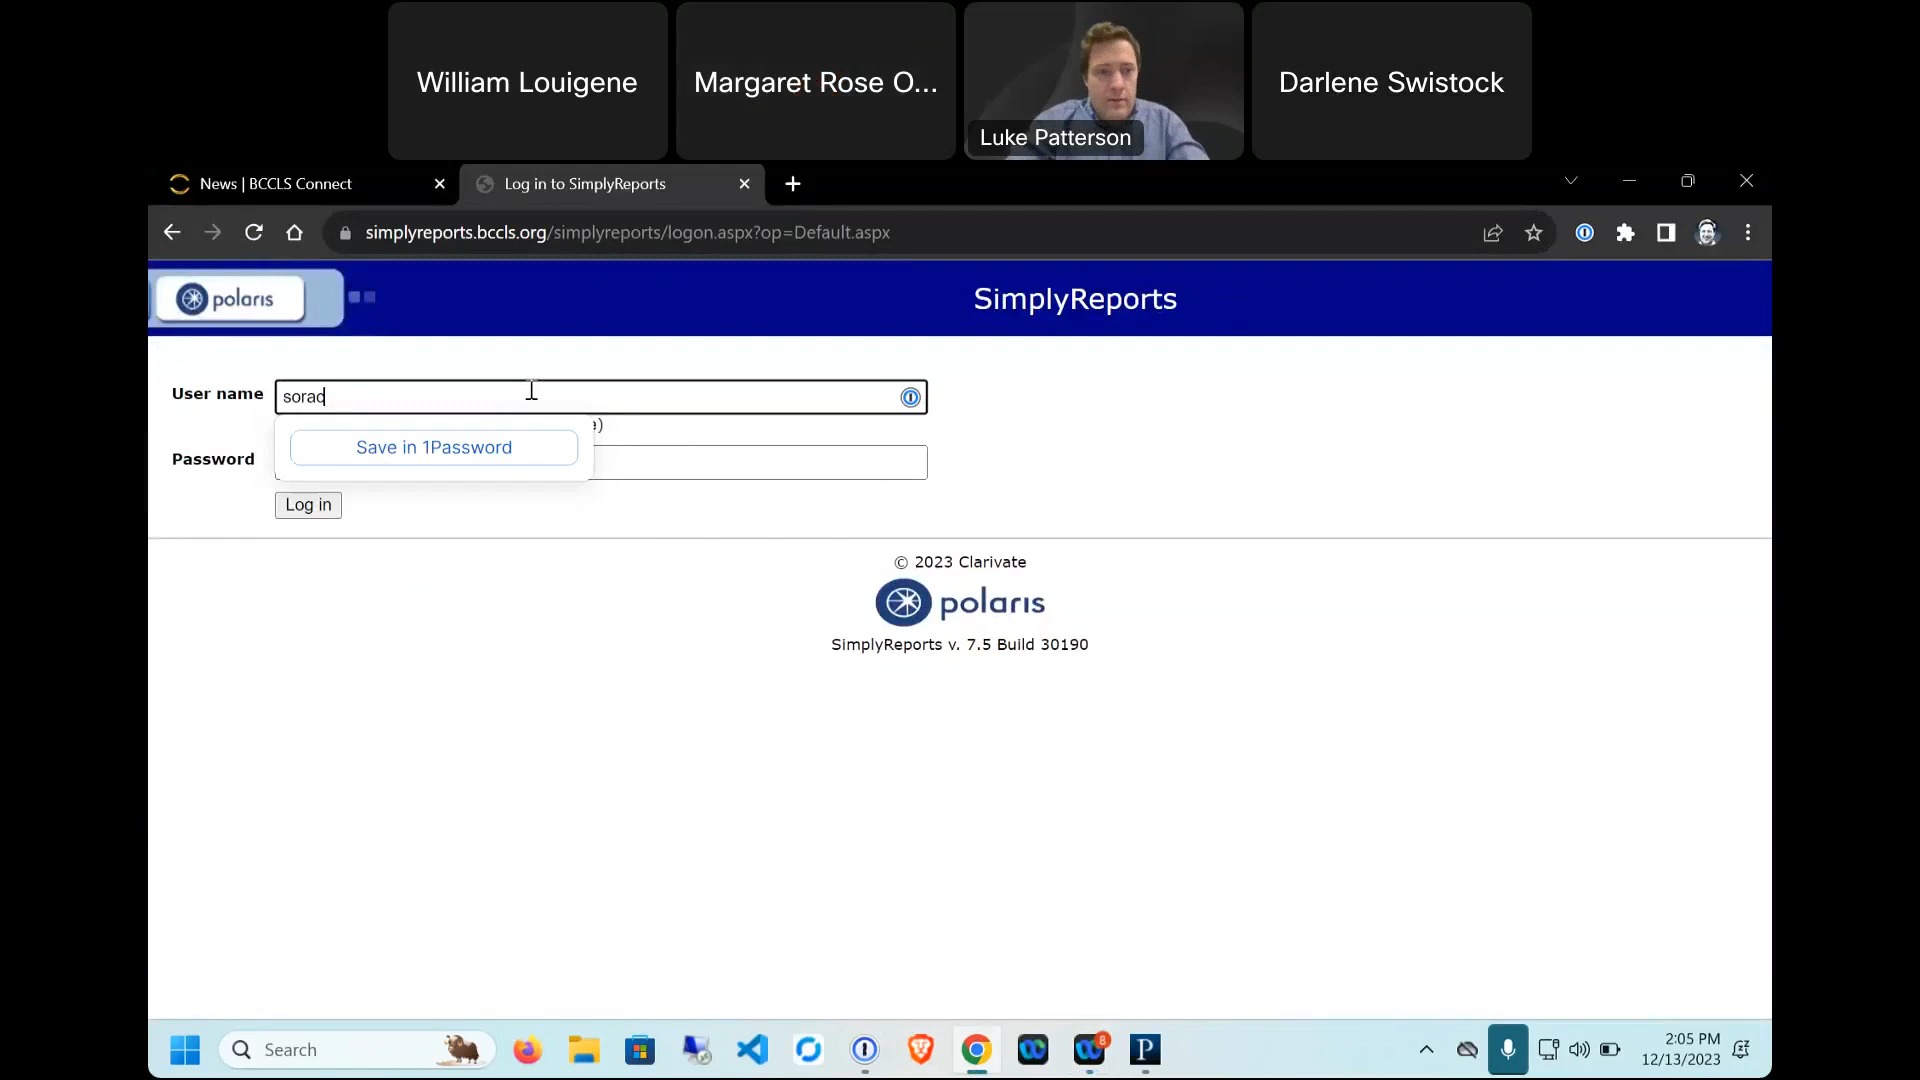 William Louigene
Margaret Rose O...
Luke Patterson
Darlene Swistock
News | BCCLS Connect
Log in to SimplyReports
simplyreports.bccls.org/simplyreports/logon.aspx?op=Default.aspx
polaris
SimplyReports
User name
soraq
e)
Save in 1Password
Password
Log in
© 2023 Clarivate
polaris
SimplyReports v. 7.5 Build 30190
Search
8
P
2:05 PM
12/13/2023